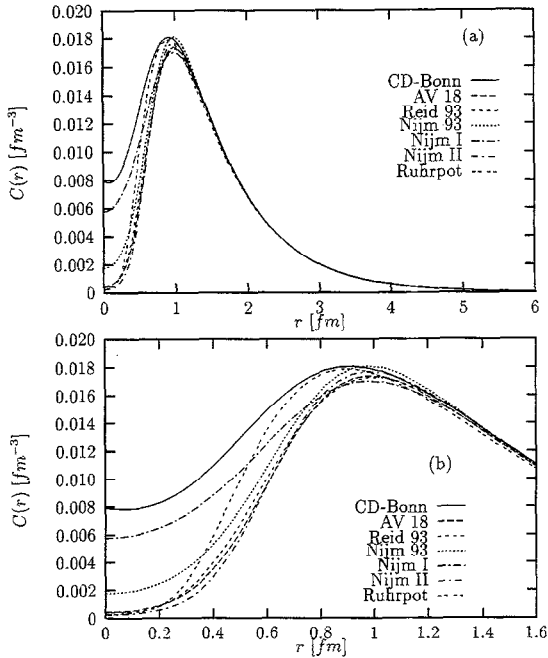 0.020
0.018
0.016
0.014
0.012
0.010
0.008
0.006
0.004
0.002
0
C(r) [fm⁻³]
(a)
CD-Bonn
AV 18
Reid 93
Nijm 93
Nijm I
Nijm II
Ruhrpot
0 1 2 3 4 5 6
r [fm]
0.020
0.018
0.016
0.014
0.012
0.010
0.008
0.006
0.004
0.002
0
C(r) [fm⁻³]
(b)
CD-Bonn
AV 18
Reid 93
Nijm 93
Nijm I
Nijm II
Ruhrpot
0 0.2 0.4 0.6 0.8 1 1.2 1.4 1.6
r [fm]